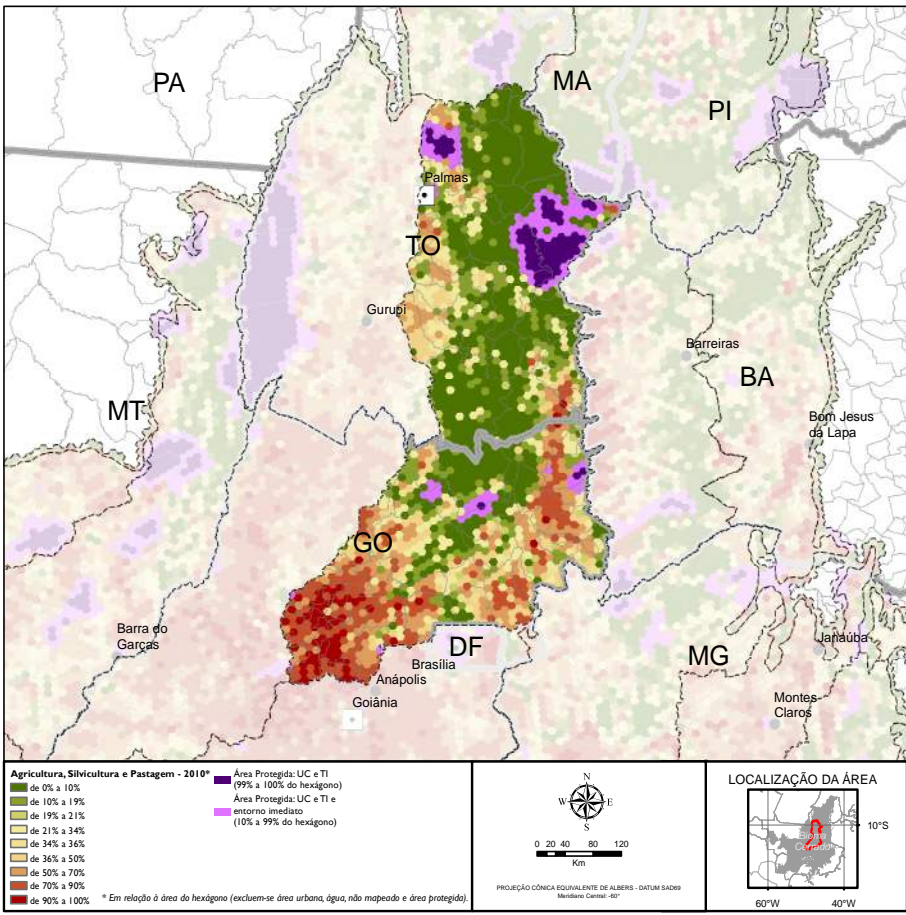 PA
MA
PI
Palmas
TO
Gurupi
Barreiras
BA
MT
Bom Jesus
da Lapa
GO
Barra do
Garças
DF
Brasília
Anápolis
Goiânia
MG
Janaúba
Montes
Claros
Agricultura, Silvicultura e Pastagem - 2010*
de 0% a 10%
de 10% a 19%
de 19% a 21%
de 21% a 34%
de 34% a 36%
de 36% a 50%
de 50% a 70%
de 70% a 90%
de 90% a 100%
Área Protegida: UC e TI
(99% a 100% do hexágono)
Área Protegida: UC e TI e
entorno imediato
(10% a 99% do hexágono)
* Em relação à área do hexágono (excluem-se área urbana, água, não mapeado e área protegida).
N
W E
S
0 20 40 80 120
Km
PROJEÇÃO CÔNICA EQUIVALENTE DE ALBERS - DATUM SAD69
Meridiano Central: -60°
LOCALIZAÇÃO DA ÁREA
10°S
Bioma
Cerrado
60°W 40°W